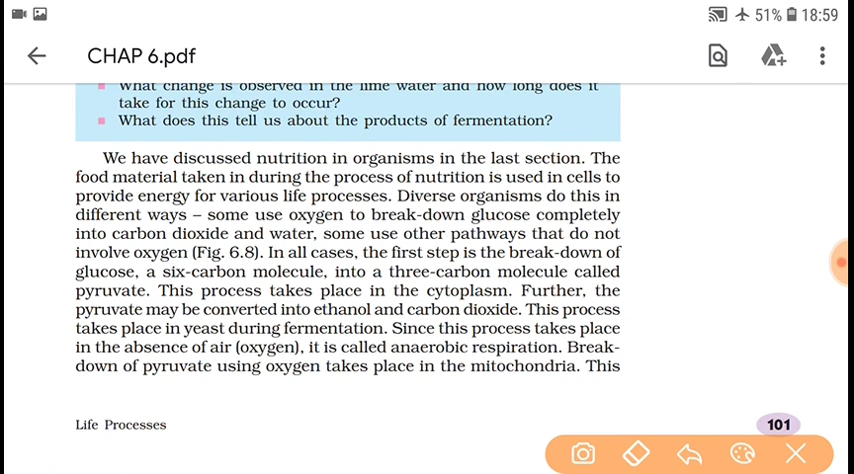 51% 18:59
CHAP 6.pdf
What change is observed in the lime water and how long does it
take for this change to occur?
What does this tell us about the products of fermentation?
We have discussed nutrition in organisms in the last section. The
food material taken in during the process of nutrition is used in cells to
provide energy for various life processes. Diverse organisms do this in
different ways – some use oxygen to break-down glucose completely
into carbon dioxide and water, some use other pathways that do not
involve oxygen (Fig. 6.8). In all cases, the first step is the break-down of
glucose, a six-carbon molecule, into a three-carbon molecule called
pyruvate. This process takes place in the cytoplasm. Further, the
pyruvate may be converted into ethanol and carbon dioxide. This process
takes place in yeast during fermentation. Since this process takes place
in the absence of air (oxygen), it is called anaerobic respiration. Break-
down of pyruvate using oxygen takes place in the mitochondria. This
Life Processes
101